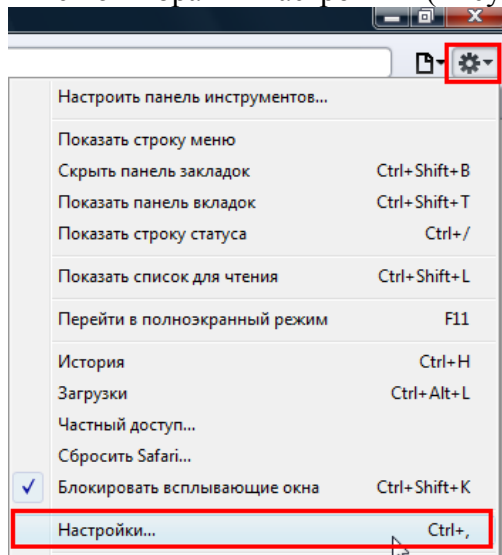 Настроить панель инструментов...
Показать строку меню
Скрыть панель закладок Ctrl+Shift+B
Показать панель вкладок Ctrl+Shift+T
Показать строку статуса Ctrl+/
Показать список для чтения Ctrl+Shift+L
Перейти в полноэкранный режим F11
История Ctrl+H
Загрузки Ctrl+Alt+L
Частный доступ...
Сбросить Safari...
Блокировать всплывающие окна Ctrl+Shift+K
Настройки... Ctrl+,